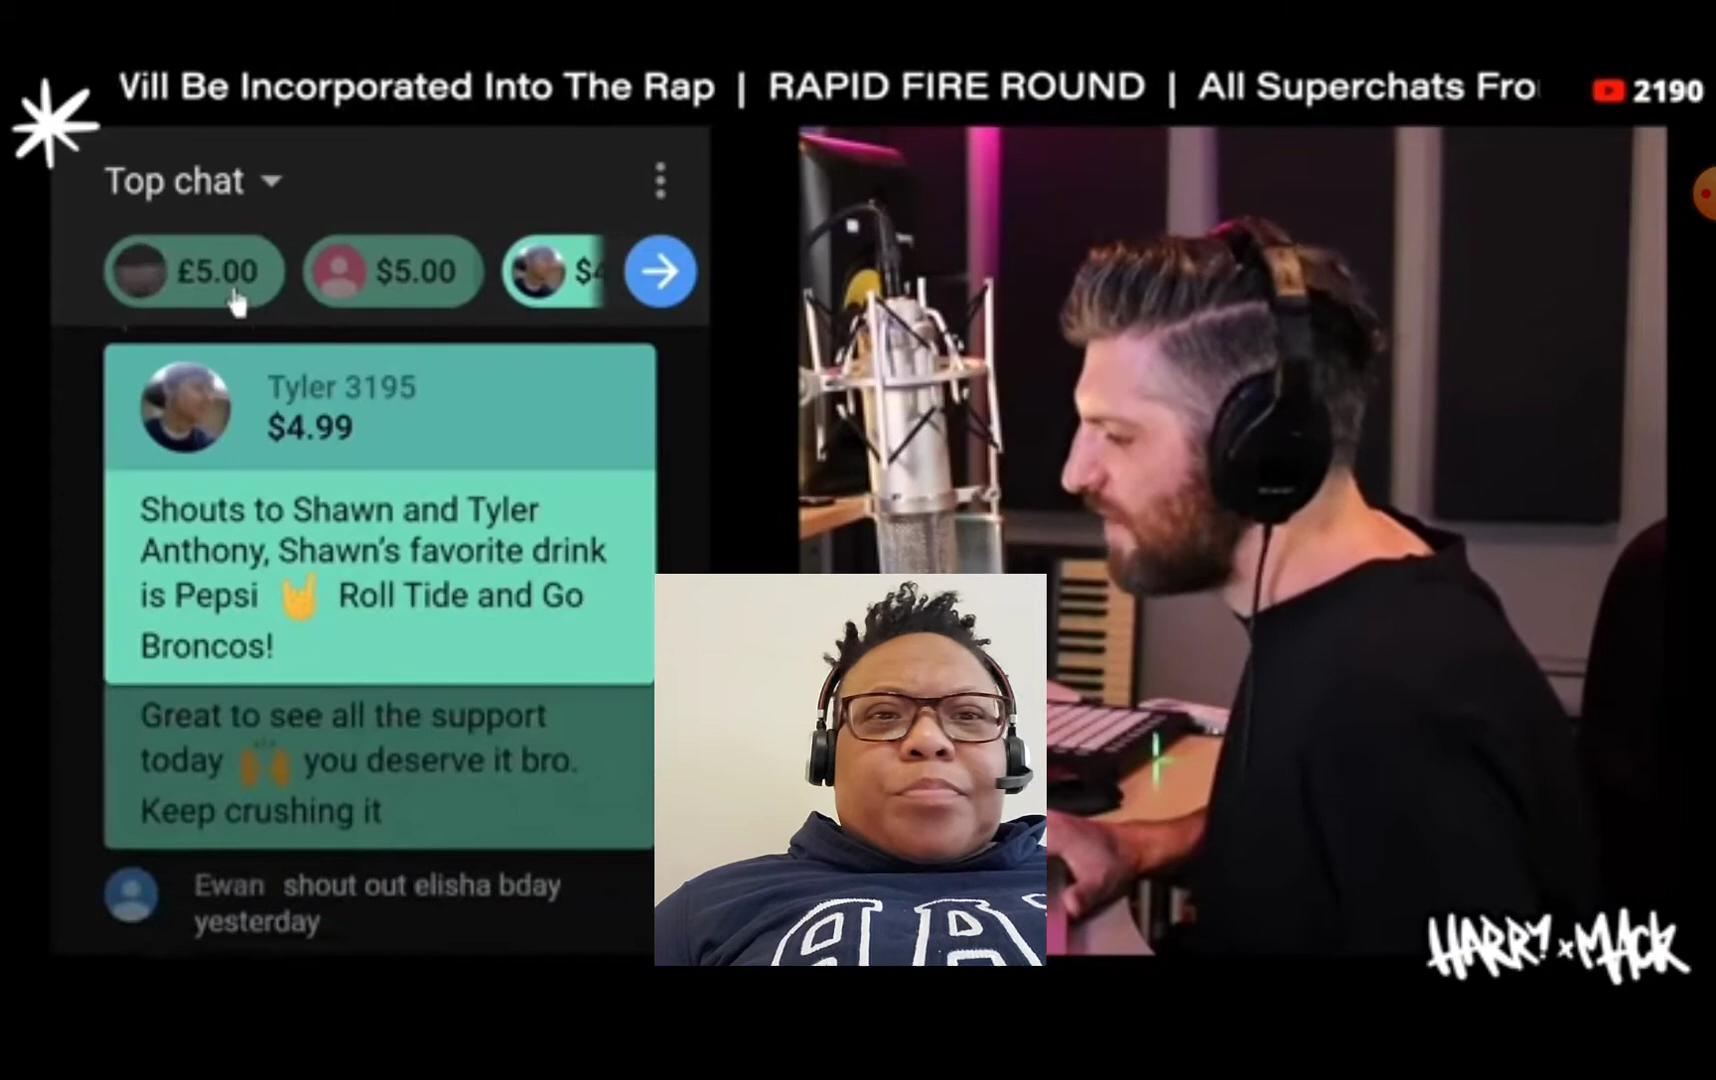 Vill Be Incorporated Into The Rap | RAPID FIRE ROUND | All Superchats Fro
2190
Top chat
£5.00
$5.00
$4
Tyler 3195
$4.99
Shouts to Shawn and Tyler
Anthony, Shawn's favorite drink
is Pepsi 🤘 Roll Tide and Go
Broncos!
Great to see all the support
today 🙌 you deserve it bro.
Keep crushing it
Ewan shout out elisha bday
yesterday
HARRY x MACK